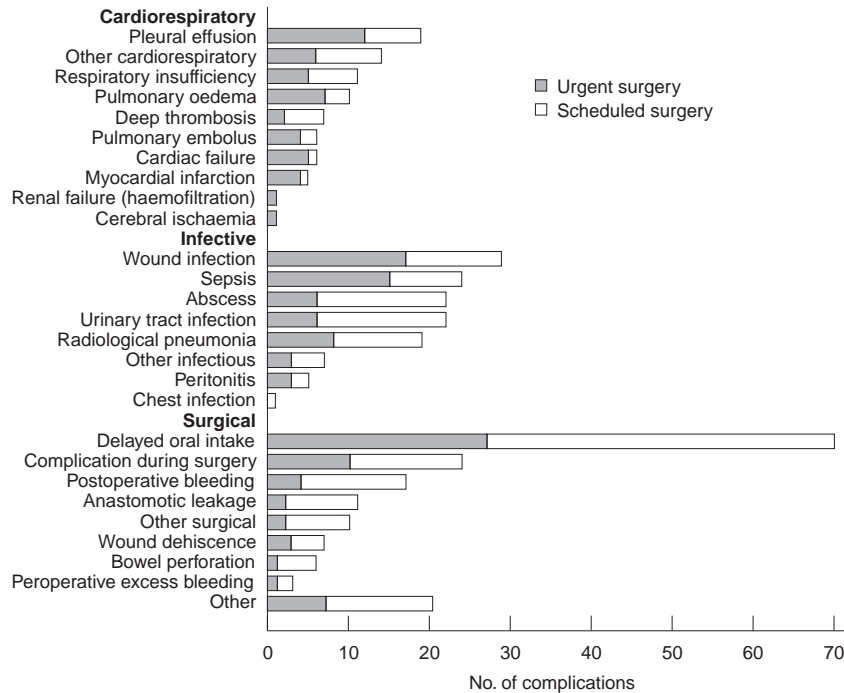 Cardiorespiratory
Pleural effusion
Other cardiorespiratory
Respiratory insufficiency
Pulmonary oedema
Deep thrombosis
Pulmonary embolus
Cardiac failure
Myocardial infarction
Renal failure (haemofiltration)
Cerebral ischaemia
Infective
Wound infection
Sepsis
Abscess
Urinary tract infection
Radiological pneumonia
Other infectious
Peritonitis
Chest infection
Surgical
Delayed oral intake
Complication during surgery
Postoperative bleeding
Anastomotic leakage
Other surgical
Wound dehiscence
Bowel perforation
Peroperative excess bleeding
Other
Urgent surgery
Scheduled surgery
0 10 20 30 40 50 60 70
No. of complications